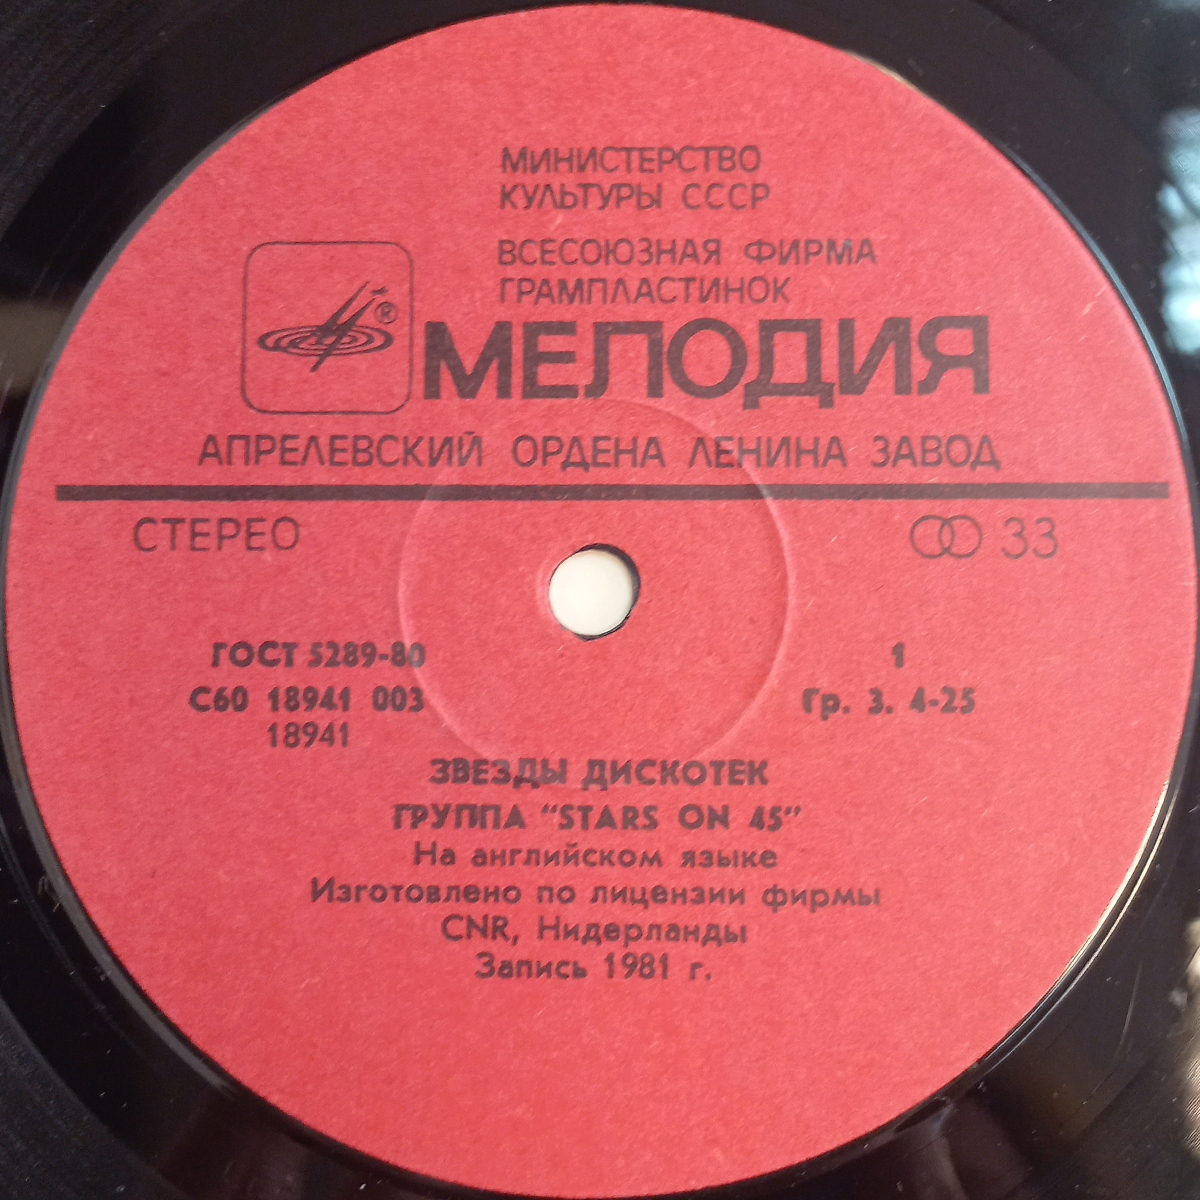 МИНИСТЕРСТВО
КУЛЬТУРЫ СССР
ВСЕСОЮЗНАЯ ФИРМА
ГРАМПЛАСТИНОК
®
МЕЛОДИЯ
АПРЕЛЕВСКИЙ ОРДЕНА ЛЕНИНА ЗАВОД
СТЕРЕО 33
ГОСТ 5289-80 1
С60 18941 003 Гр. 3. 4-25
18941
ЗВЕЗДЫ ДИСКОТЕК
ГРУППА "STARS ON 45"
На английском языке
Изготовлено по лицензии фирмы
CNR, Нидерланды
Запись 1981 г.